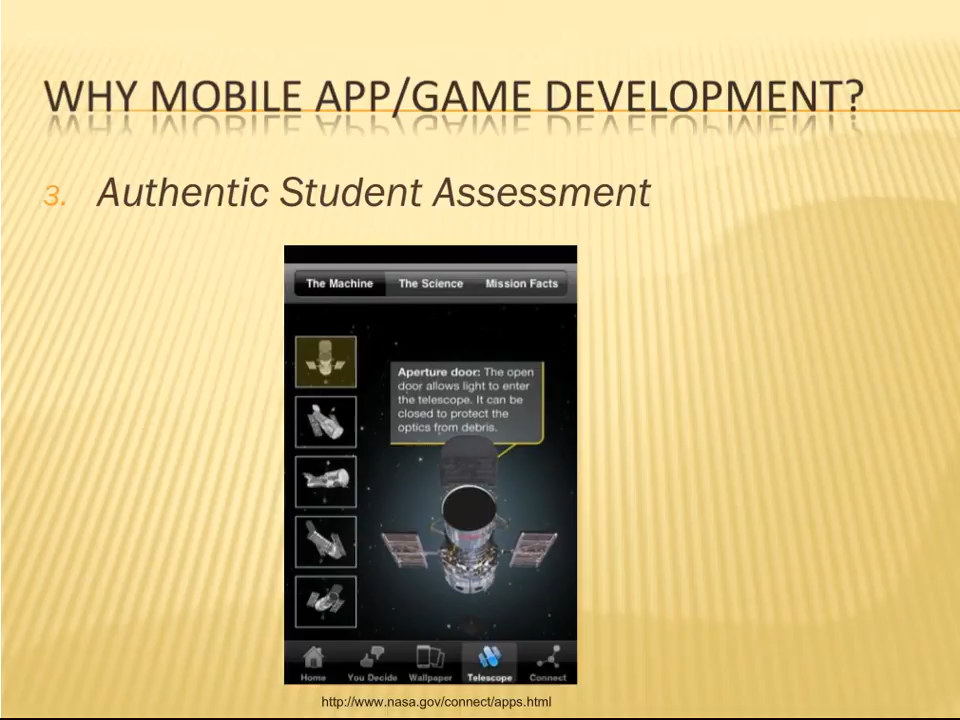 WHY MOBILE APP/GAME DEVELOPMENT?
3. Authentic Student Assessment
The Machine The Science Mission Facts
Aperture door: The open
door allows light to enter
the telescope. It can be
closed to protect the
optics from debris.
Home You Decide Wallpaper Telescope Connect
http://www.nasa.gov/connect/apps.html